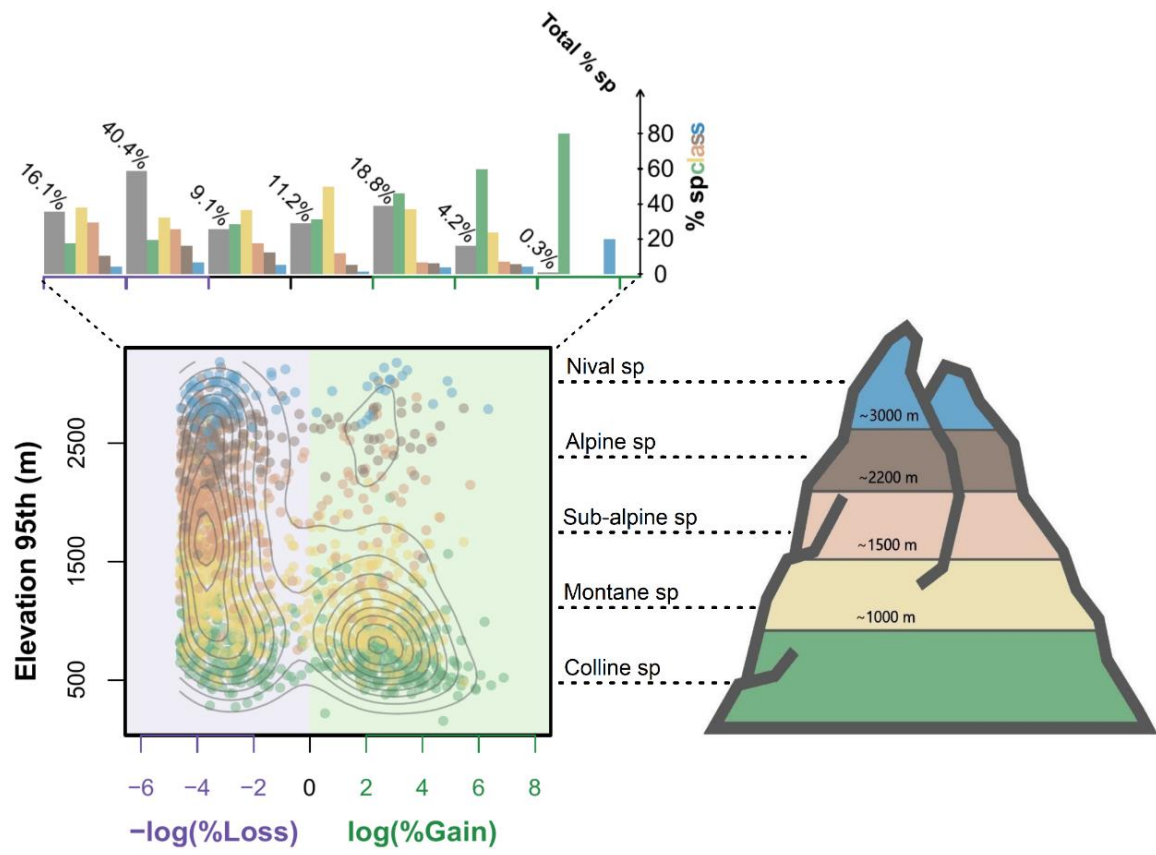 Total % sp
16.1%
40.4%
9.1%
11.2%
18.8%
4.2%
0.3%
80
60
40
20
0
% spclass
Elevation 95th (m)
2500
1500
500
−6
−4
−2
0
2
4
6
8
−log(%Loss)
log(%Gain)
Nival sp
Alpine sp
Sub-alpine sp
Montane sp
Colline sp
~3000 m
~2200 m
~1500 m
~1000 m